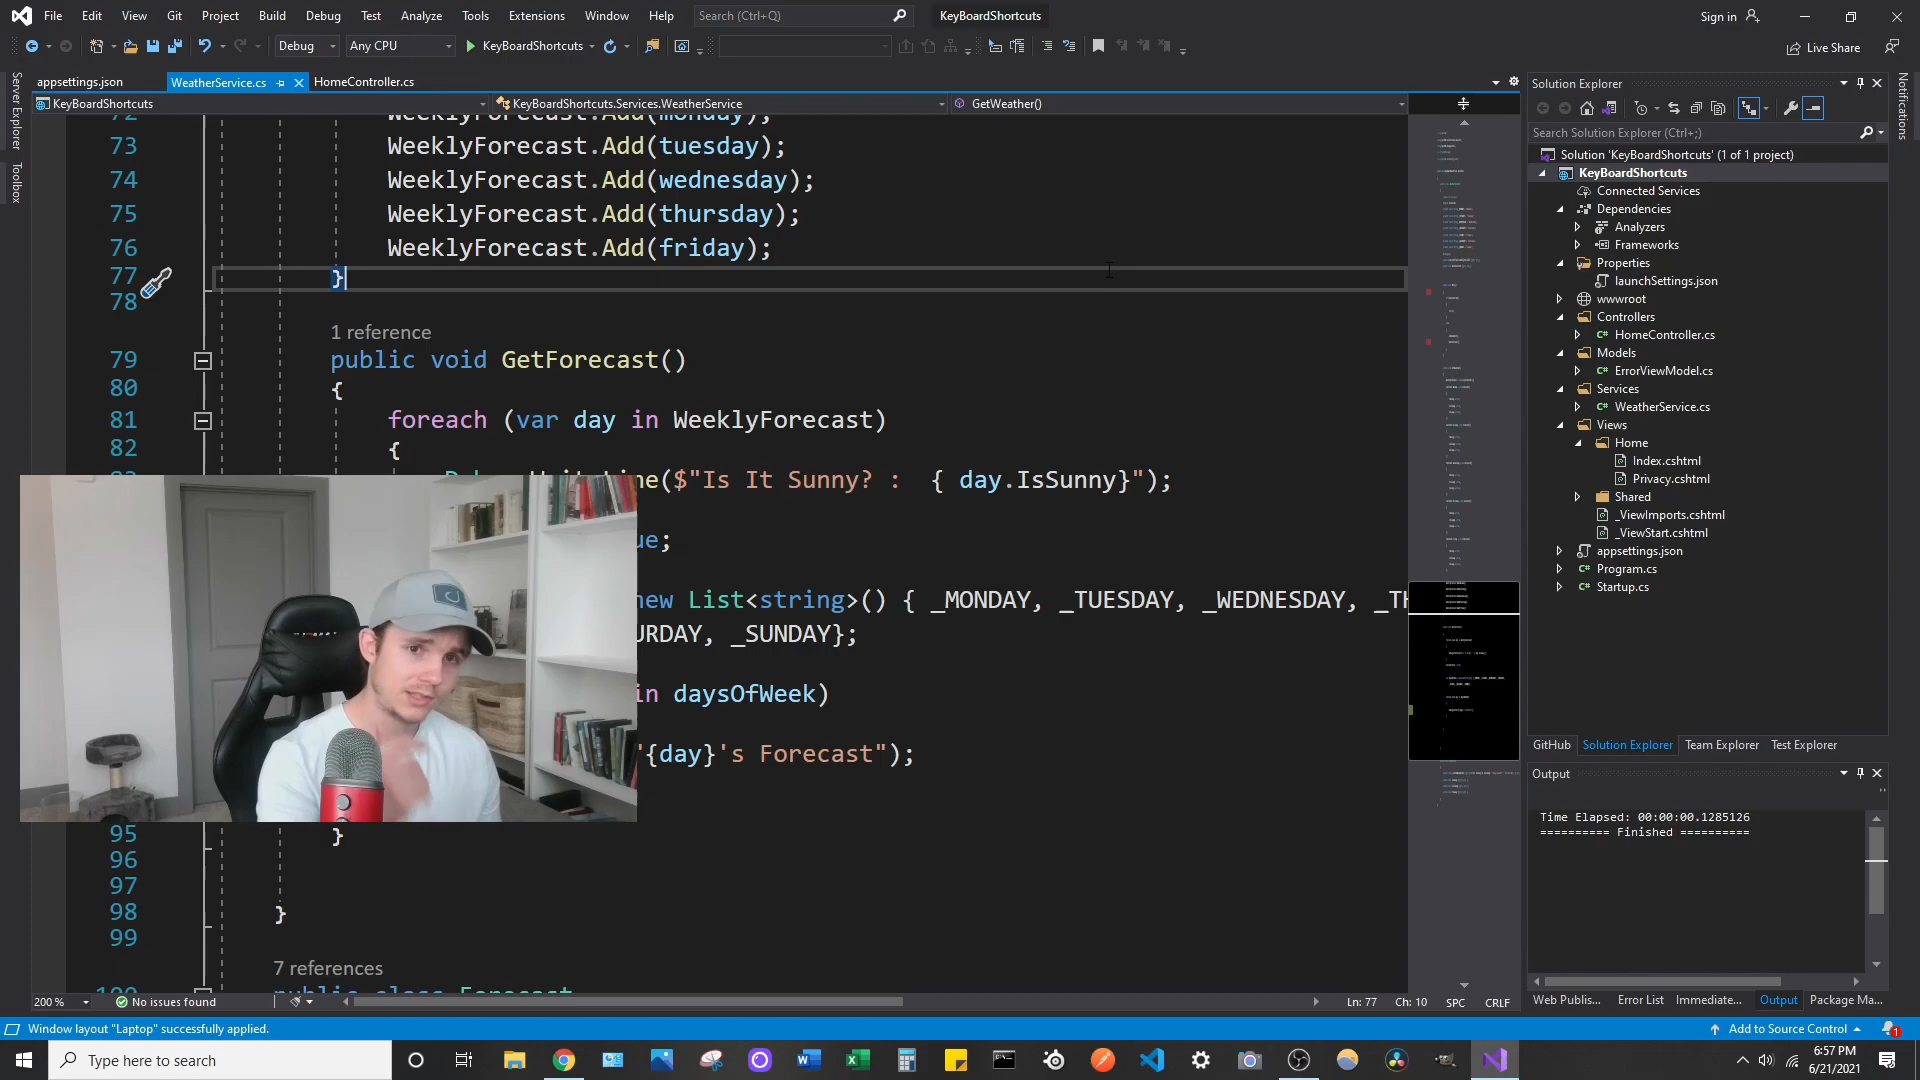 File Edit View Git Project Build Debug Test Analyze Tools Extensions Window Help Search (Ctrl+Q) KeyBoardShortcuts Sign in
Debug Any CPU KeyBoardShortcuts Live Share
appsettings.json WeatherService.cs HomeController.cs
KeyBoardShortcuts KeyBoardShortcuts.Services.WeatherService GetWeather()
Server Explorer
Toolbox
72 WeeklyForecast.Add(monday);
73 WeeklyForecast.Add(tuesday);
74 WeeklyForecast.Add(wednesday);
75 WeeklyForecast.Add(thursday);
76 WeeklyForecast.Add(friday);
77 }
78
1 reference
79 public void GetForecast()
80 {
81 foreach (var day in WeeklyForecast)
82 {
($"Is It Sunny? : { day.IsSunny}");
ue;
new List<string>() { _MONDAY, _TUESDAY, _WEDNESDAY, _TH
URDAY, _SUNDAY};
in daysOfWeek)
{day}'s Forecast");
95 }
96
97
98 }
99
7 references
100 public class Forecast
200 % No issues found Ln: 77 Ch: 10 SPC CRLF
Solution Explorer
Search Solution Explorer (Ctrl+;)
Solution 'KeyBoardShortcuts' (1 of 1 project)
KeyBoardShortcuts
Connected Services
Dependencies
Analyzers
Frameworks
Properties
launchSettings.json
wwwroot
Controllers
HomeController.cs
Models
ErrorViewModel.cs
Services
WeatherService.cs
Views
Home
Index.cshtml
Privacy.cshtml
Shared
_ViewImports.cshtml
_ViewStart.cshtml
appsettings.json
Program.cs
Startup.cs
GitHub Solution Explorer Team Explorer Test Explorer
Output
Time Elapsed: 00:00:00.1285126
========== Finished ==========
Web Publis... Error List Immediate... Output Package Ma...
Notifications
Window layout "Laptop" successfully applied. Add to Source Control 1
Type here to search
6:57 PM
6/21/2021